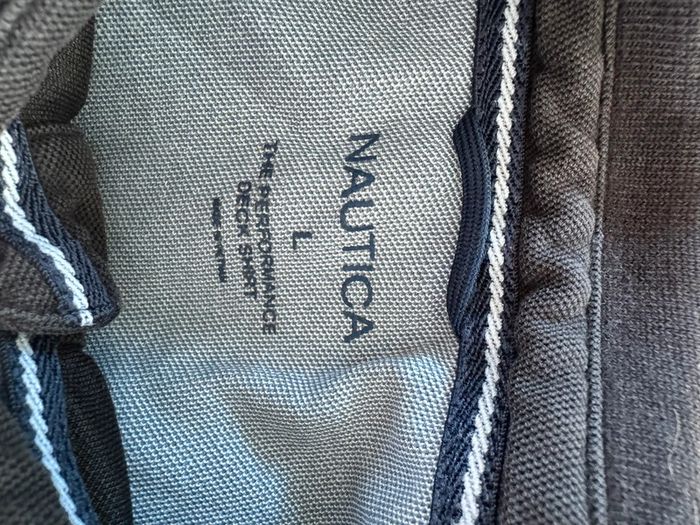 NAUTICA
L
THE PERFORMANCE
DECK SHIRT